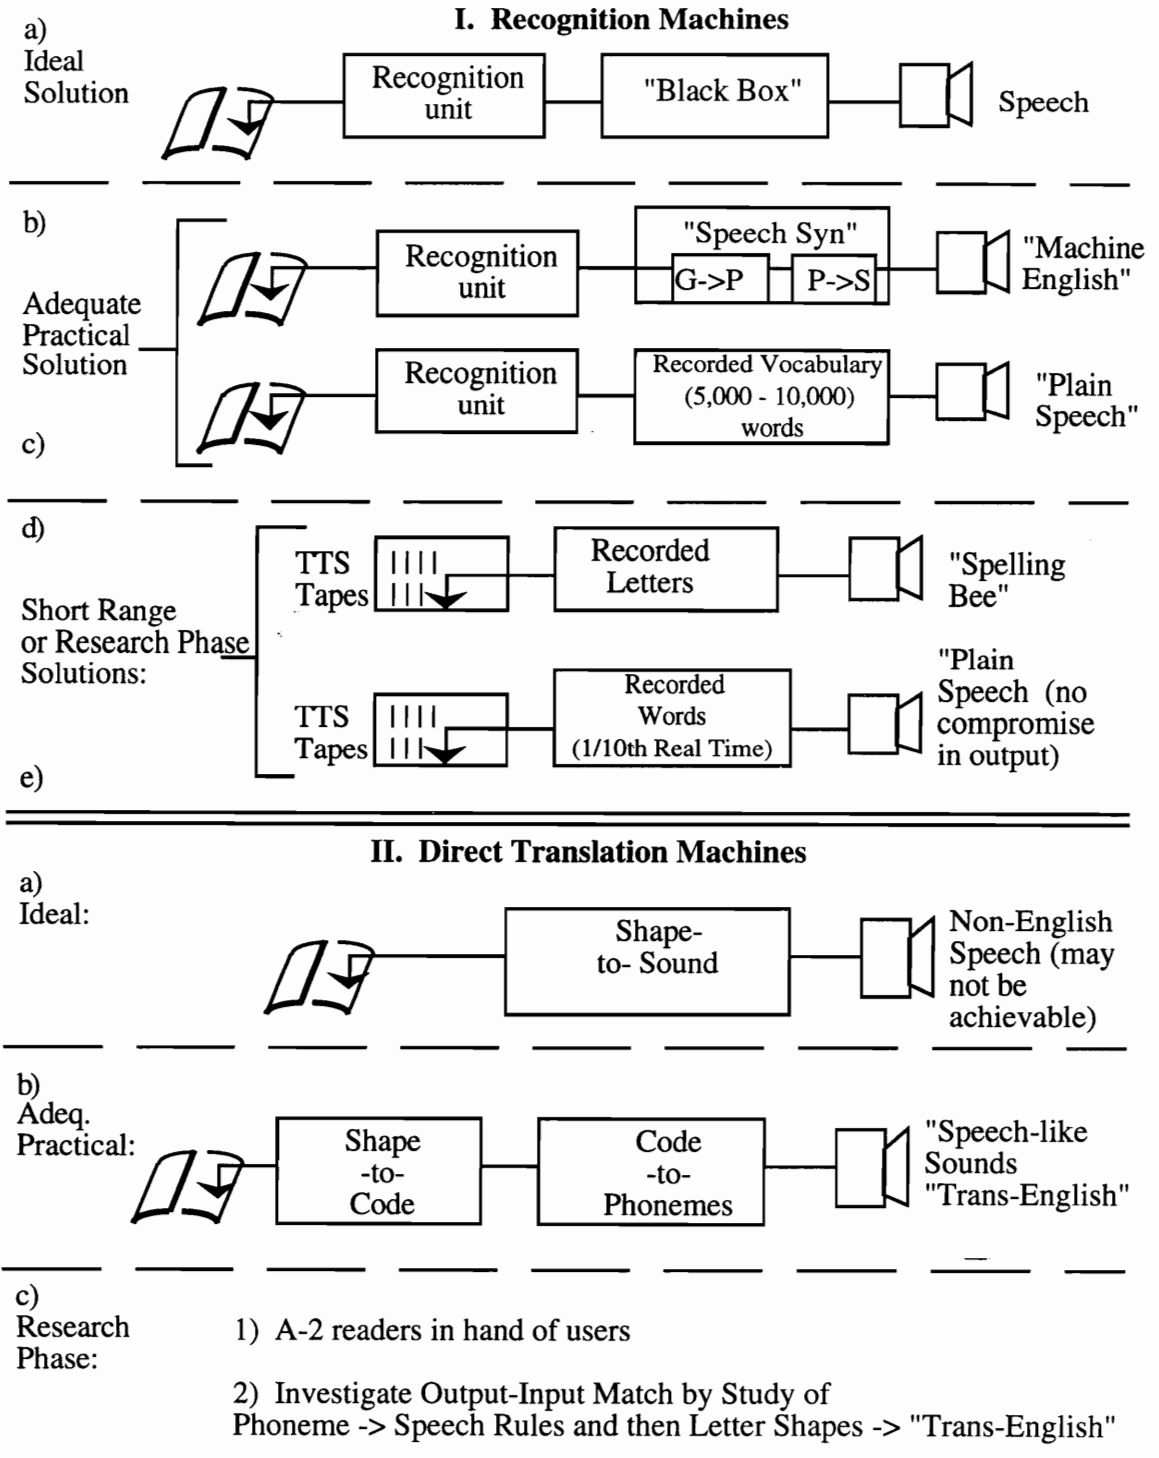 I. Recognition Machines
a)
Ideal
Solution
Recognition
unit
"Black Box"
Speech
b)
Adequate
Practical
Solution
c)
Recognition
unit
"Speech Syn"
G->P
P->S
"Machine
English"
Recognition
unit
Recorded Vocabulary
(5,000 - 10,000)
words
"Plain
Speech"
d)
Short Range
or Research Phase
Solutions:
e)
TTS
Tapes
Recorded
Letters
"Spelling
Bee"
TTS
Tapes
Recorded
Words
(1/10th Real Time)
"Plain
Speech (no
compromise
in output)
II. Direct Translation Machines
a)
Ideal:
Shape-
to- Sound
Non-English
Speech (may
not be
achievable)
b)
Adeq.
Practical:
Shape
-to-
Code
Code
-to-
Phonemes
"Speech-like
Sounds
"Trans-English"
c)
Research
Phase:
1) A-2 readers in hand of users
2) Investigate Output-Input Match by Study of
Phoneme -> Speech Rules and then Letter Shapes -> "Trans-English"